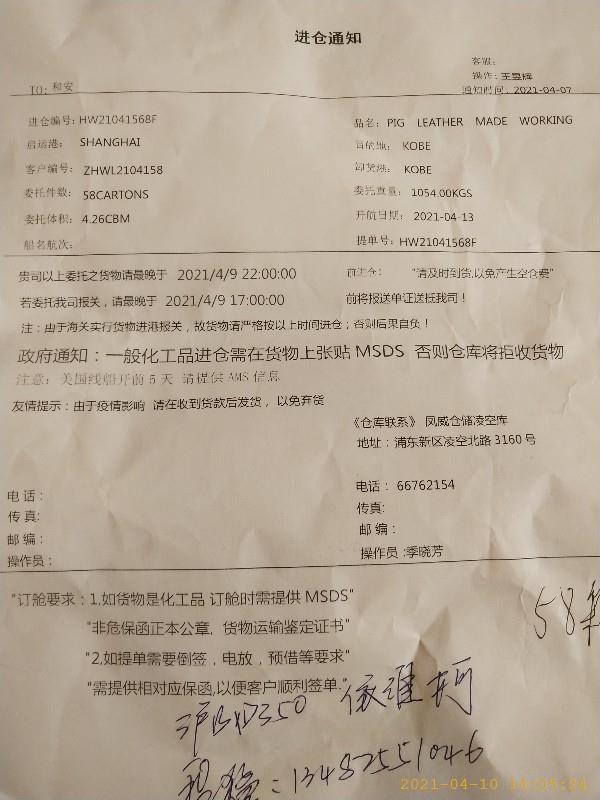 进仓通知
客服：
操作：王昱辉
TO: 和安
通知时间：2021-04-07
进仓编号：HW21041568F
品名： PIG LEATHER MADE WORKING
启运港： SHANGHAI
目的地： KOBE
客户编号： ZHWL2104158
卸货港： KOBE
委托件数： 58CARTONS
委托重量： 1054.00KGS
委托体积： 4.26CBM
开航日期： 2021-04-13
船名航次：
提单号：HW21041568F
贵司以上委托之货物请最晚于 2021/4/9 22:00:00 前进仓： "请及时到货,以免产生空仓费"
若委托我司报关，请最晚于 2021/4/9 17:00:00 前将报送单证送抵我司！
注：由于海关实行货物进港报关，故货物请严格按以上时间进仓；否则后果自负！
政府通知：一般化工品进仓需在货物上张贴 MSDS 否则仓库将拒收货物
注意：美国线船开前 5 天 请提供 AMS 信息
友情提示：由于疫情影响 请在收到货款后发货，以免弃货
《仓库联系》 凤威仓储凌空库
地址：浦东新区凌空北路 3160 号
电话：
电话： 66762154
传真:
传真:
邮编：
邮编：
操作员：
操作员 :季晓芳
"订舱要求：1,如货物是化工品 订舱时需提供 MSDS"
"非危保函正本公章，货物运输鉴定证书"
"2,如提单需要倒签，电放，预借等要求"
"需提供相对应保函,以便客户顺利签单."
58
350
：13482551046
2021-04-10